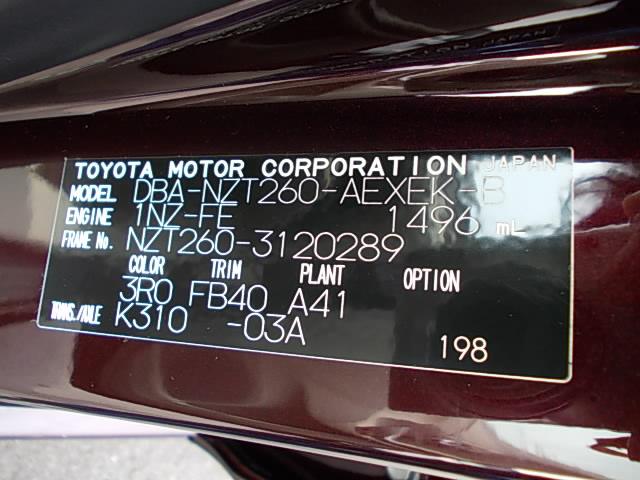 TOYOTA MOTOR CORPORATION JAPAN
MODEL DBA-NZT260-AEXEK-B
ENGINE 1NZ-FE 1496 mL
FRAME No. NZT260-3120289
COLOR TRIM PLANT OPTION
3R0 FB40 A41
TRANS./AXLE K310 -03A
198